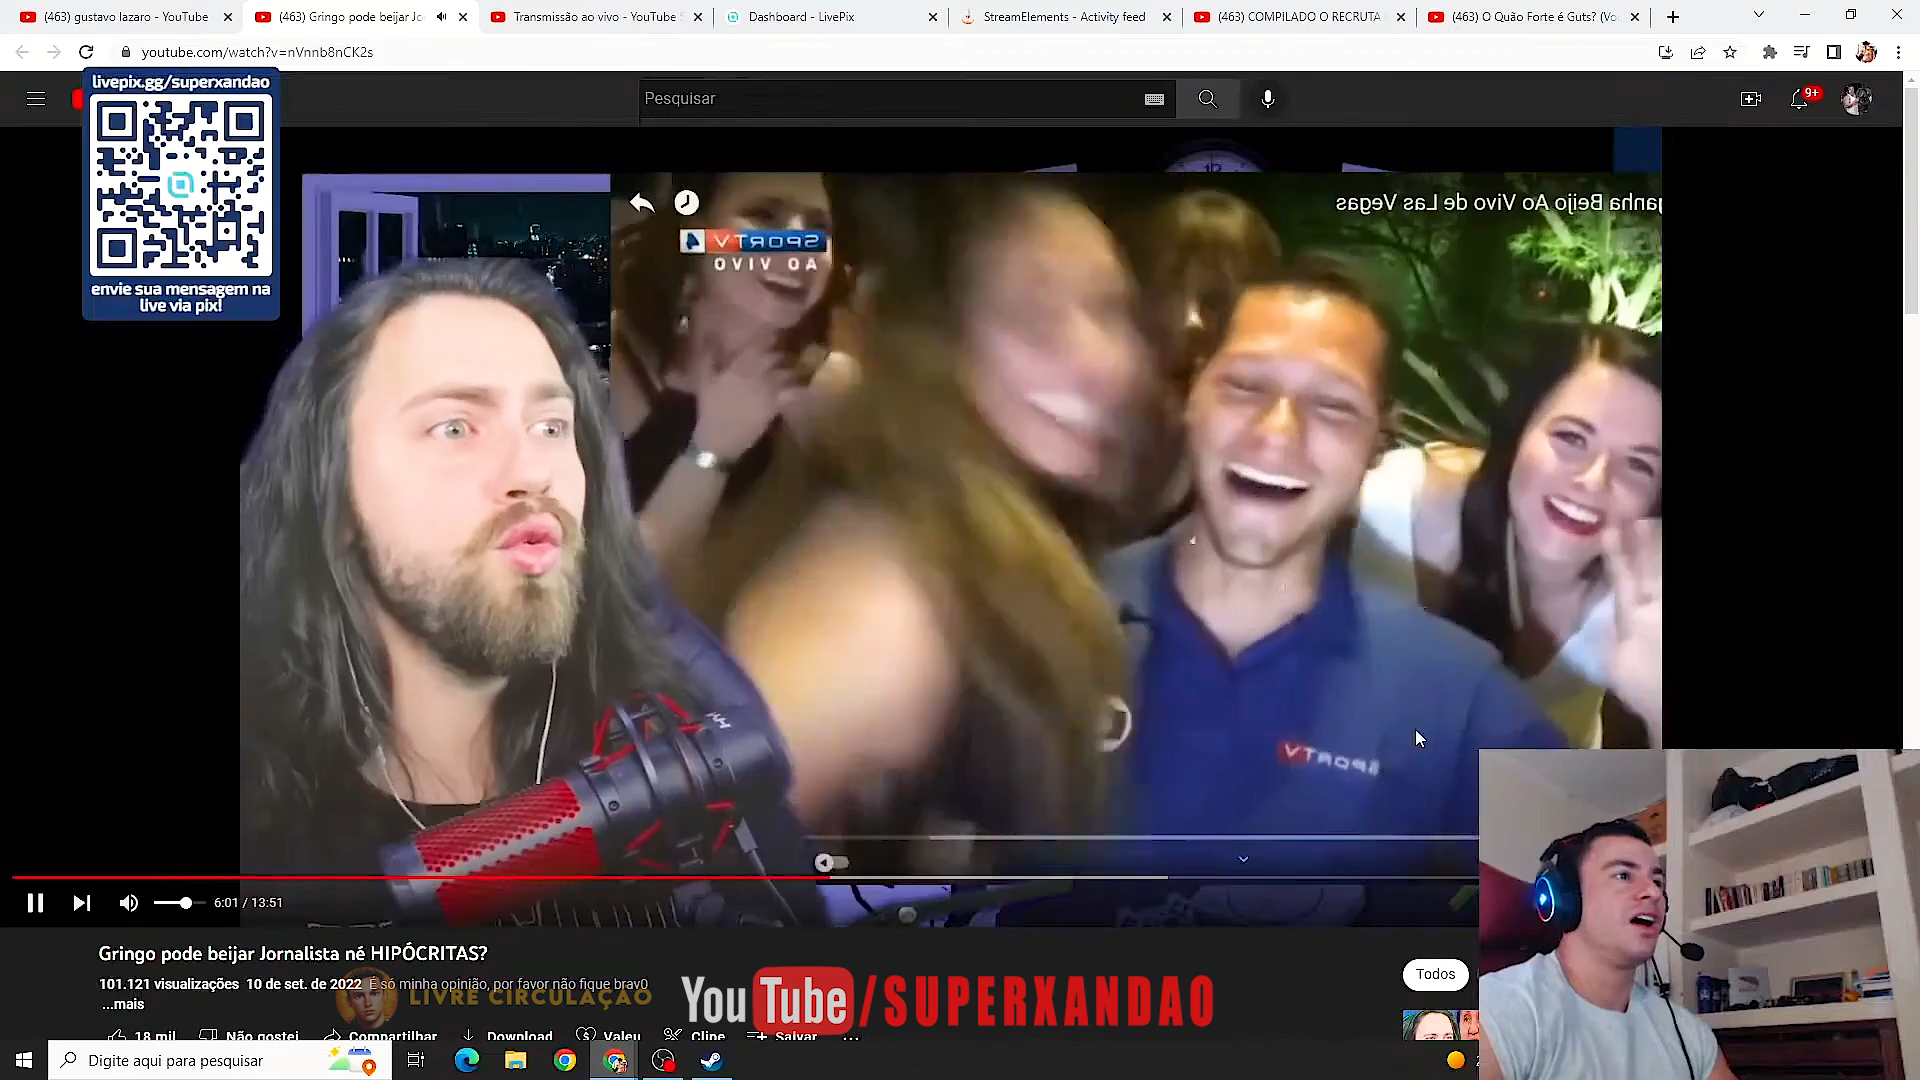 (463) gustavo lazaro - YouTube
(463) Gringo pode beijar Jo
Transmissão ao vivo - YouTube S
Dashboard - LivePix
StreamElements - Activity feed
(463) COMPILADO O RECRUTA
(463) O Quão Forte é Guts? (Vo
youtube.com/watch?v=nVnnb8nCK2s
livepix.gg/superxandao
envie sua mensagem na
live via pix!
Pesquisar
9+
ganha Beijo Ao Vivo de Las Vegas
SPORTV 4
AO VIVO
SPORTV
6:01 / 13:51
Gringo pode beijar Jornalista né HIPÓCRITAS?
101.121 visualizações 10 de set. de 2022 É só minha opinião, por favor não fique brav0
...mais
LIVRE CIRCULAÇÃO
YouTube/SUPERXANDAO
Todos
18 mil
Não gostei
Compartilhar
Download
Valeu
Clipe
Salvar
Digite aqui para pesquisar